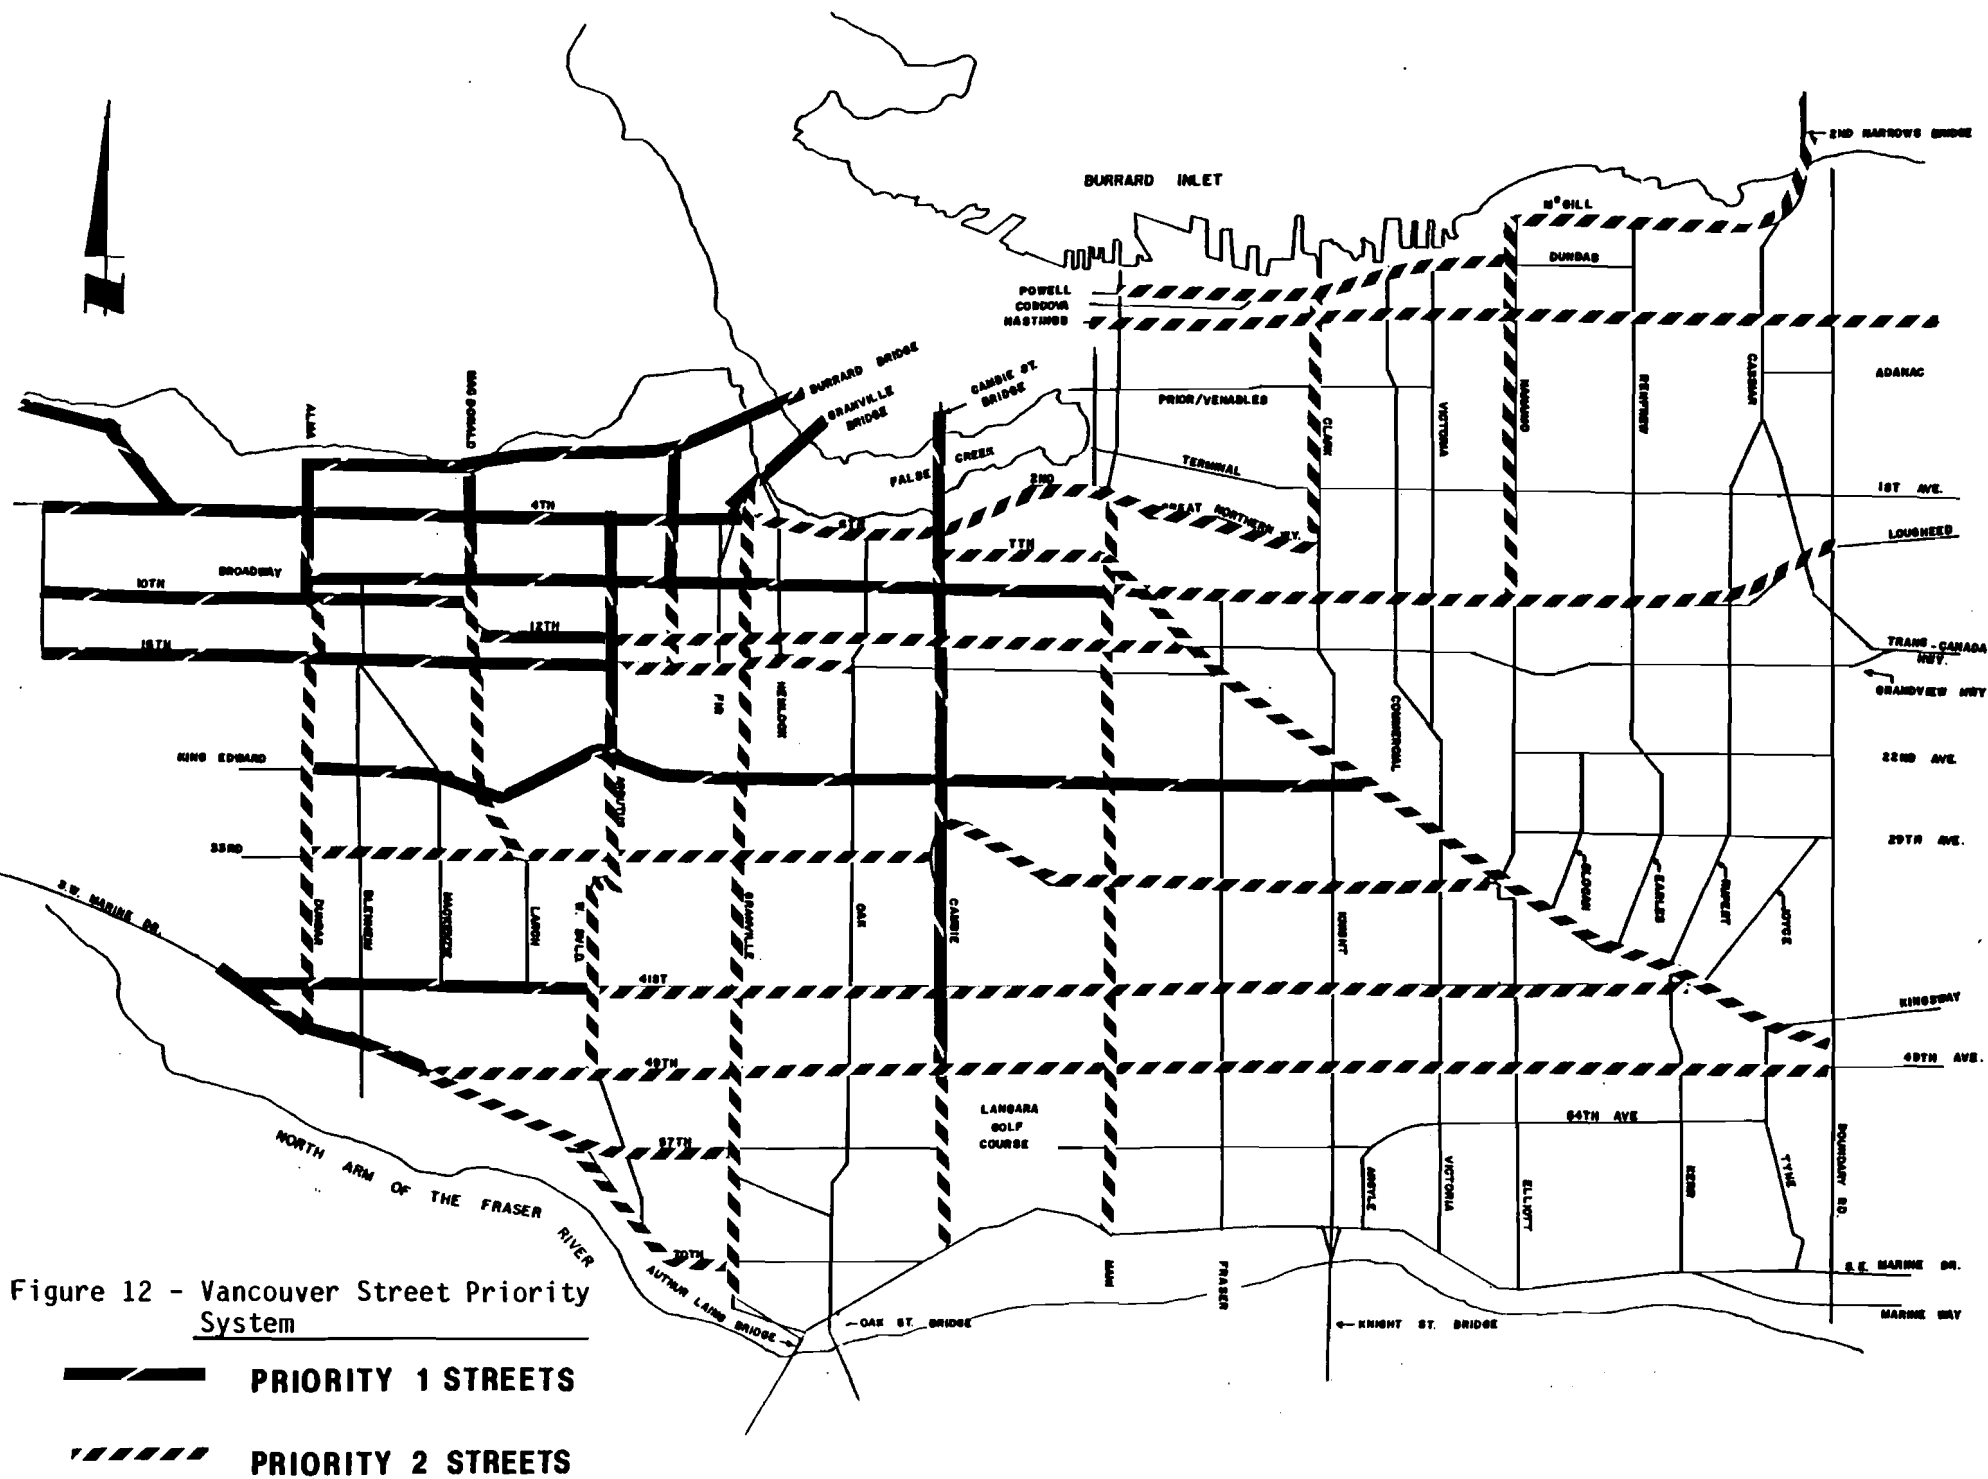 2ND NARROWS BRIDGE
BURRARD INLET
Mc GILL
DUNDAS
POWELL
CORDOVA
HASTINGS
BURRARD BRIDGE
GRANVILLE
BRIDGE
CAMBIE ST.
BRIDGE
CASSIAR
ADANAC
PRIOR/VENABLES
ALMA
MACDONALD
CLARK
VICTORIA
NANAIMO
RENFREW
FALSE CREEK
TERMINAL
2ND
1ST AVE.
4TH
6TH
GREAT NORTHERN WY.
LOUGHEED
7TH
BROADWAY
10TH
12TH
16TH
TRANS-CANADA
HWY.
GRANDVIEW HWY
FIR
HEMLOCK
COMMERCIAL
KING EDWARD
ARBUTUS
22ND AVE.
33RD
29TH AVE.
S.W. MARINE DR.
DUNBAR
BLENHEIM
MACKENZIE
LARCH
W. BVLD.
GRANVILLE
OAK
CAMBIE
KNIGHT
SLOCAN
EARLES
RUPERT
JOYCE
41ST
KINGSWAY
49TH
49TH AVE.
LANGARA
GOLF
COURSE
54TH AVE
57TH
NORTH ARM OF THE FRASER RIVER
ARGYLE
VICTORIA
ELLIOTT
KERR
TYNE
BOUNDARY RD.
70TH
MAIN
FRASER
S.E. MARINE DR.
MARINE WAY
ARTHUR LAING BRIDGE
OAK ST. BRIDGE
KNIGHT ST. BRIDGE
Figure 12 - Vancouver Street Priority
System
PRIORITY 1 STREETS
PRIORITY 2 STREETS